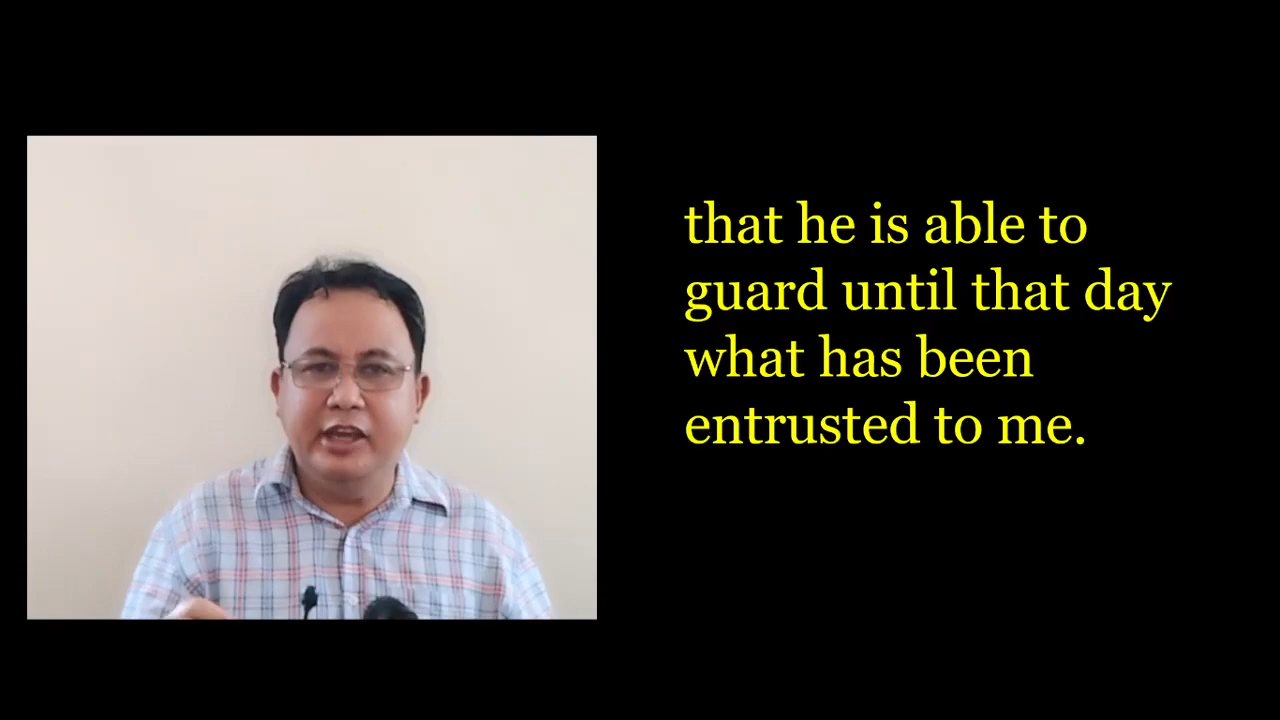 that he is able to
guard until that day
what has been
entrusted to me.